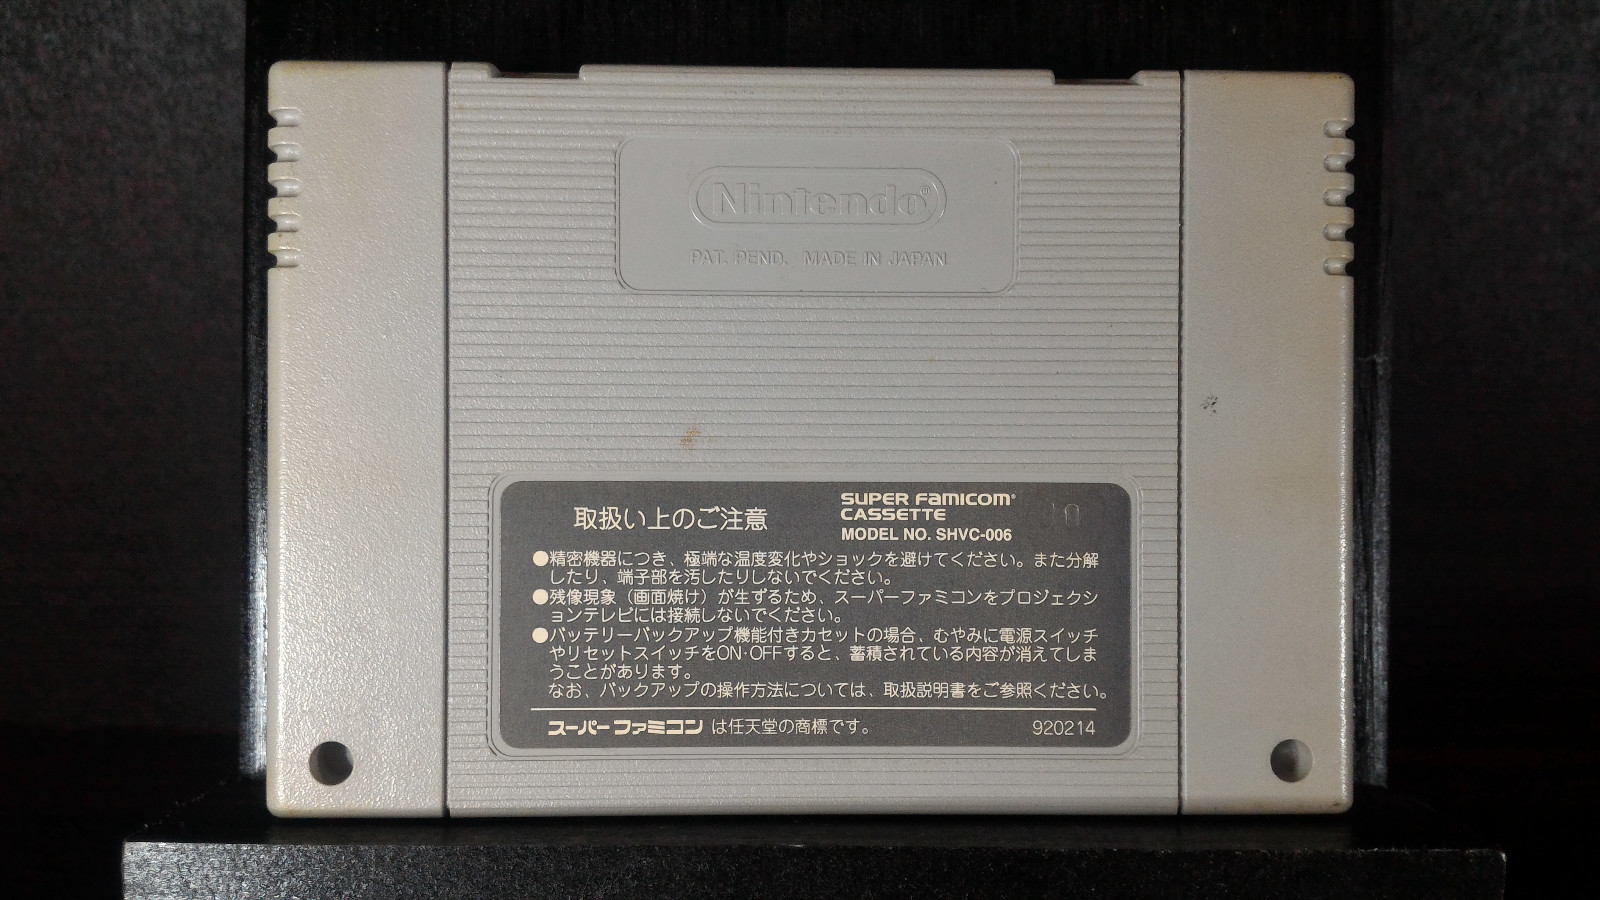 Nintendo®
PAT. PEND. MADE IN JAPAN
取扱い上のご注意
SUPER FAMICOM®
CASSETTE
MODEL NO. SHVC-006
●精密機器につき、極端な温度変化やショックを避けてください。また分解
したり、端子部を汚したりしないでください。
●残像現象（画面焼け）が生ずるため、スーパーファミコンをプロジェクシ
ョンテレビには接続しないでください。
●バッテリーバックアップ機能付きカセットの場合、むやみに電源スイッチ
やリセットスイッチをON·OFFすると、蓄積されている内容が消えてしま
うことがあります。
なお、バックアップの操作方法については、取扱説明書をご参照ください。
スーパーファミコンは任天堂の商標です。
920214